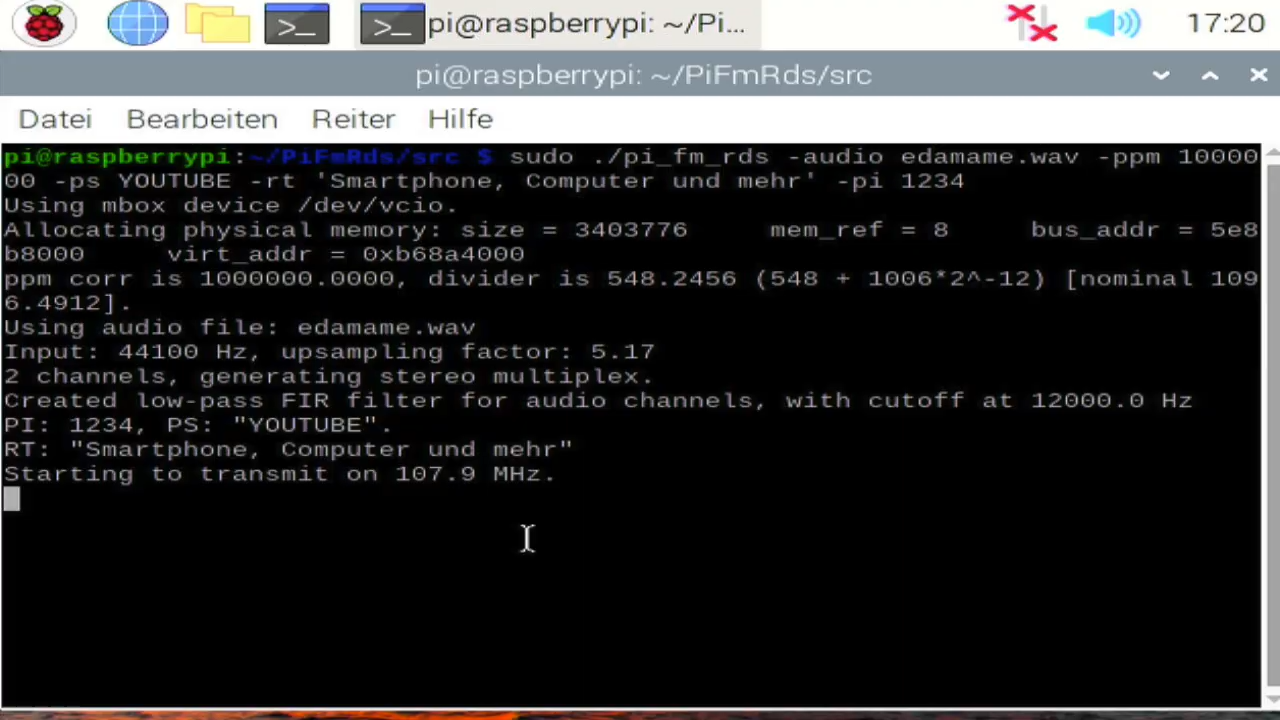 pi@raspberrypi: ~/Pi... 17:20
pi@raspberrypi: ~/PiFmRds/src
Datei Bearbeiten Reiter Hilfe
pi@raspberrypi:~/PiFmRds/src $ sudo ./pi_fm_rds -audio edamame.wav -ppm 10000
00 -ps YOUTUBE -rt 'Smartphone, Computer und mehr' -pi 1234
Using mbox device /dev/vcio.
Allocating physical memory: size = 3403776     mem_ref = 8     bus_addr = 5e8
b8000     virt_addr = 0xb68a4000
ppm corr is 1000000.0000, divider is 548.2456 (548 + 1006*2^-12) [nominal 109
6.4912].
Using audio file: edamame.wav
Input: 44100 Hz, upsampling factor: 5.17
2 channels, generating stereo multiplex.
Created low-pass FIR filter for audio channels, with cutoff at 12000.0 Hz
PI: 1234, PS: "YOUTUBE".
RT: "Smartphone, Computer und mehr"
Starting to transmit on 107.9 MHz.